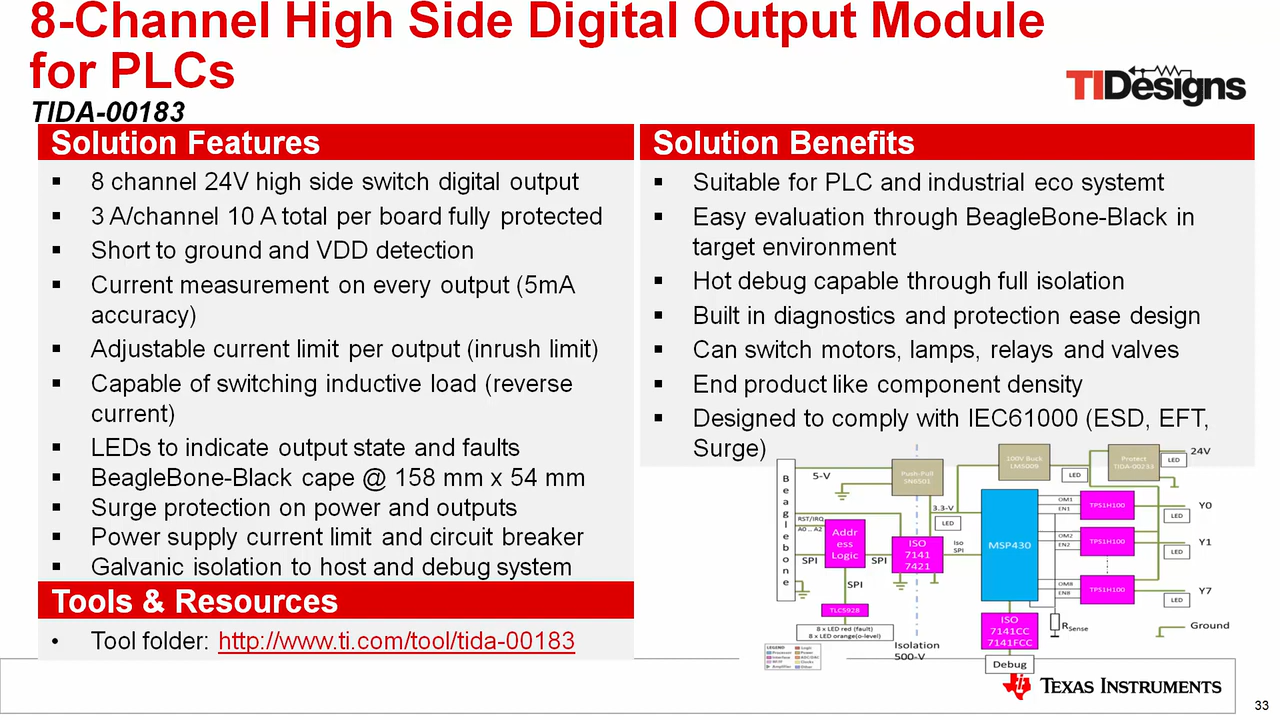 8-Channel High Side Digital Output Module
for PLCs
TIDA-00183
TIDesigns
Solution Features
▪ 8 channel 24V high side switch digital output
▪ 3 A/channel 10 A total per board fully protected
▪ Short to ground and VDD detection
▪ Current measurement on every output (5mA
accuracy)
▪ Adjustable current limit per output (inrush limit)
▪ Capable of switching inductive load (reverse
current)
▪ LEDs to indicate output state and faults
▪ BeagleBone-Black cape @ 158 mm x 54 mm
▪ Surge protection on power and outputs
▪ Power supply current limit and circuit breaker
▪ Galvanic isolation to host and debug system
Tools & Resources
• Tool folder: http://www.ti.com/tool/tida-00183
Solution Benefits
▪ Suitable for PLC and industrial eco systemt
▪ Easy evaluation through BeagleBone-Black in
target environment
▪ Hot debug capable through full isolation
▪ Built in diagnostics and protection ease design
▪ Can switch motors, lamps, relays and valves
▪ End product like component density
▪ Designed to comply with IEC61000 (ESD, EFT,
Surge)
Beaglebone
5-V
Push-Pull
SN6501
100V Buck
LM5009
Protect
TIDA-00233
LED
24V
LED
3.3-V
LED
RST/IRQ
A0 .. A2
Addr
ess
Logic
SPI
SPI
ISO
7141
7421
Iso
SPI
MSP430
OM1
EN1
TPS1H100
Y0
LED
OM2
EN2
TPS1H100
Y1
LED
OM8
EN8
TPS1H100
Y7
LED
SPI
TLC5928
8 x LED red (fault)
8 x LED orange(o-level)
Isolation
500-V
ISO
7141CC
7141FCC
Debug
RSense
Ground
LEGEND
Logic
Power
TEXAS INSTRUMENTS
33